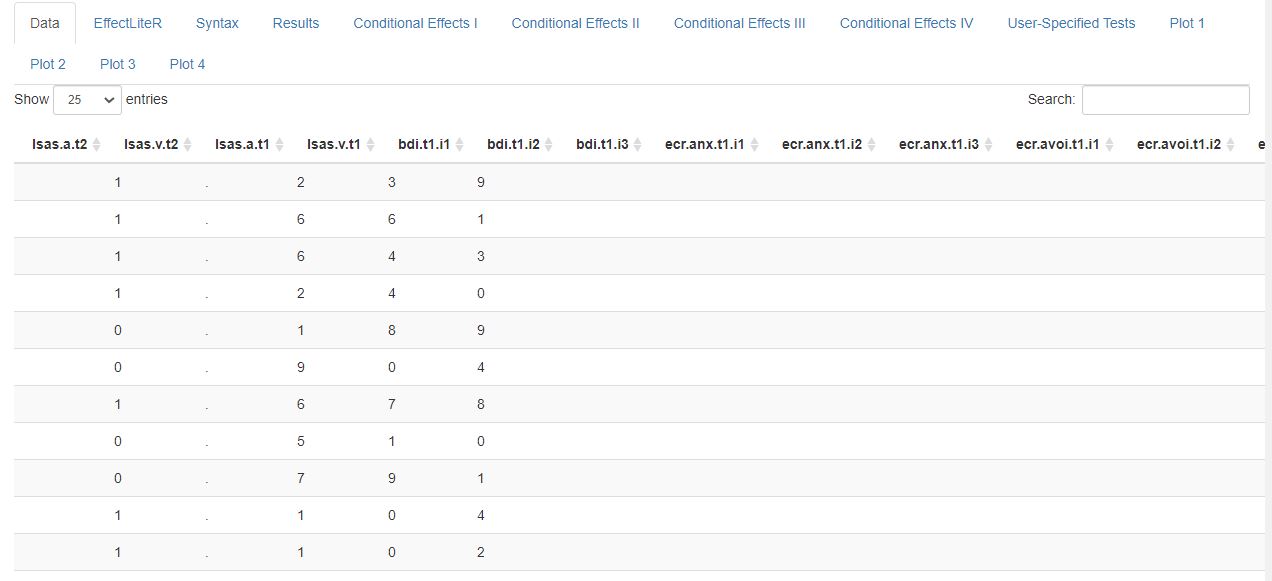 Data EffectLiteR Syntax Results Conditional Effects I Conditional Effects II Conditional Effects III Conditional Effects IV User-Specified Tests Plot 1
Plot 2 Plot 3 Plot 4
Show 25 entries Search:
lsas.a.t2 lsas.v.t2 lsas.a.t1 lsas.v.t1 bdi.t1.i1 bdi.t1.i2 bdi.t1.i3 ecr.anx.t1.i1 ecr.anx.t1.i2 ecr.anx.t1.i3 ecr.avoi.t1.i1 ecr.avoi.t1.i2
1 . 2 3 9
1 . 6 6 1
1 . 6 4 3
1 . 2 4 0
0 . 1 8 9
0 . 9 0 4
1 . 6 7 8
0 . 5 1 0
0 . 7 9 1
1 . 1 0 4
1 . 1 0 2